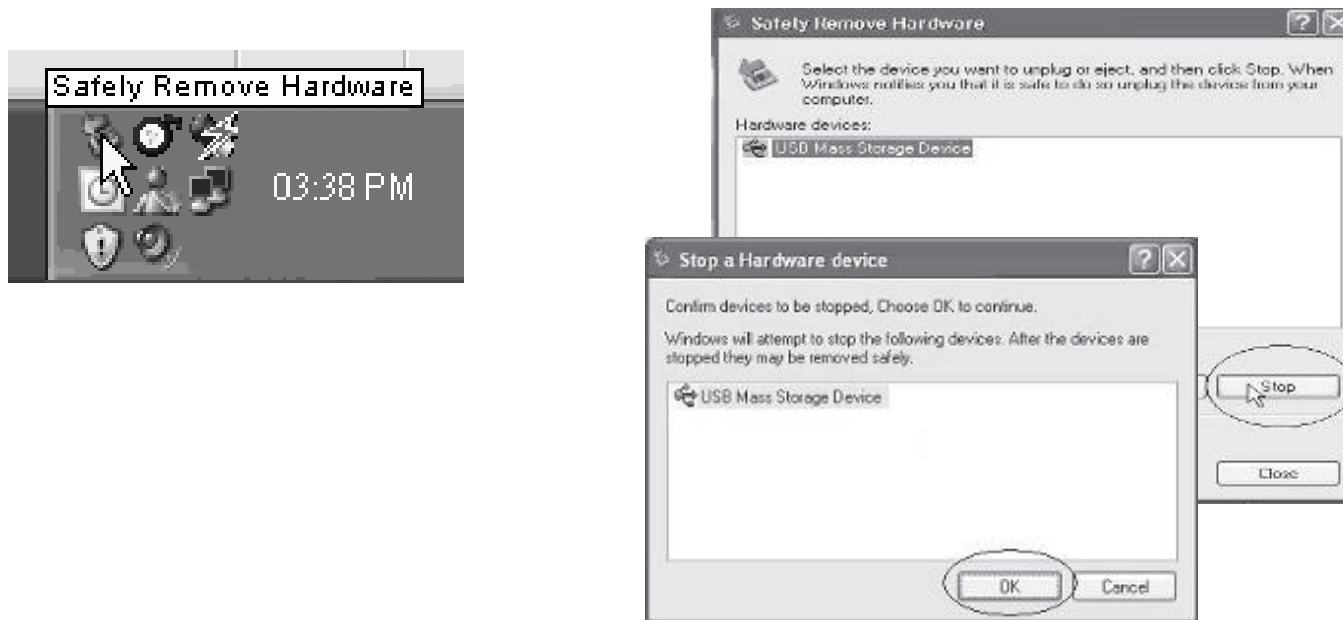 Safely Remove Hardware
03:38 PM
Safely Remove Hardware
Select the device you want to unplug or eject, and then click Stop. When
Windows notifies you that it is safe to do so unplug the device from your
computer.
Hardware devices:
USB Mass Storage Device
Stop
Close
Stop a Hardware device
Confirm devices to be stopped, Choose OK to continue.
Windows will attempt to stop the following devices. After the devices are
stopped they may be removed safely.
USB Mass Storage Device
OK
Cancel